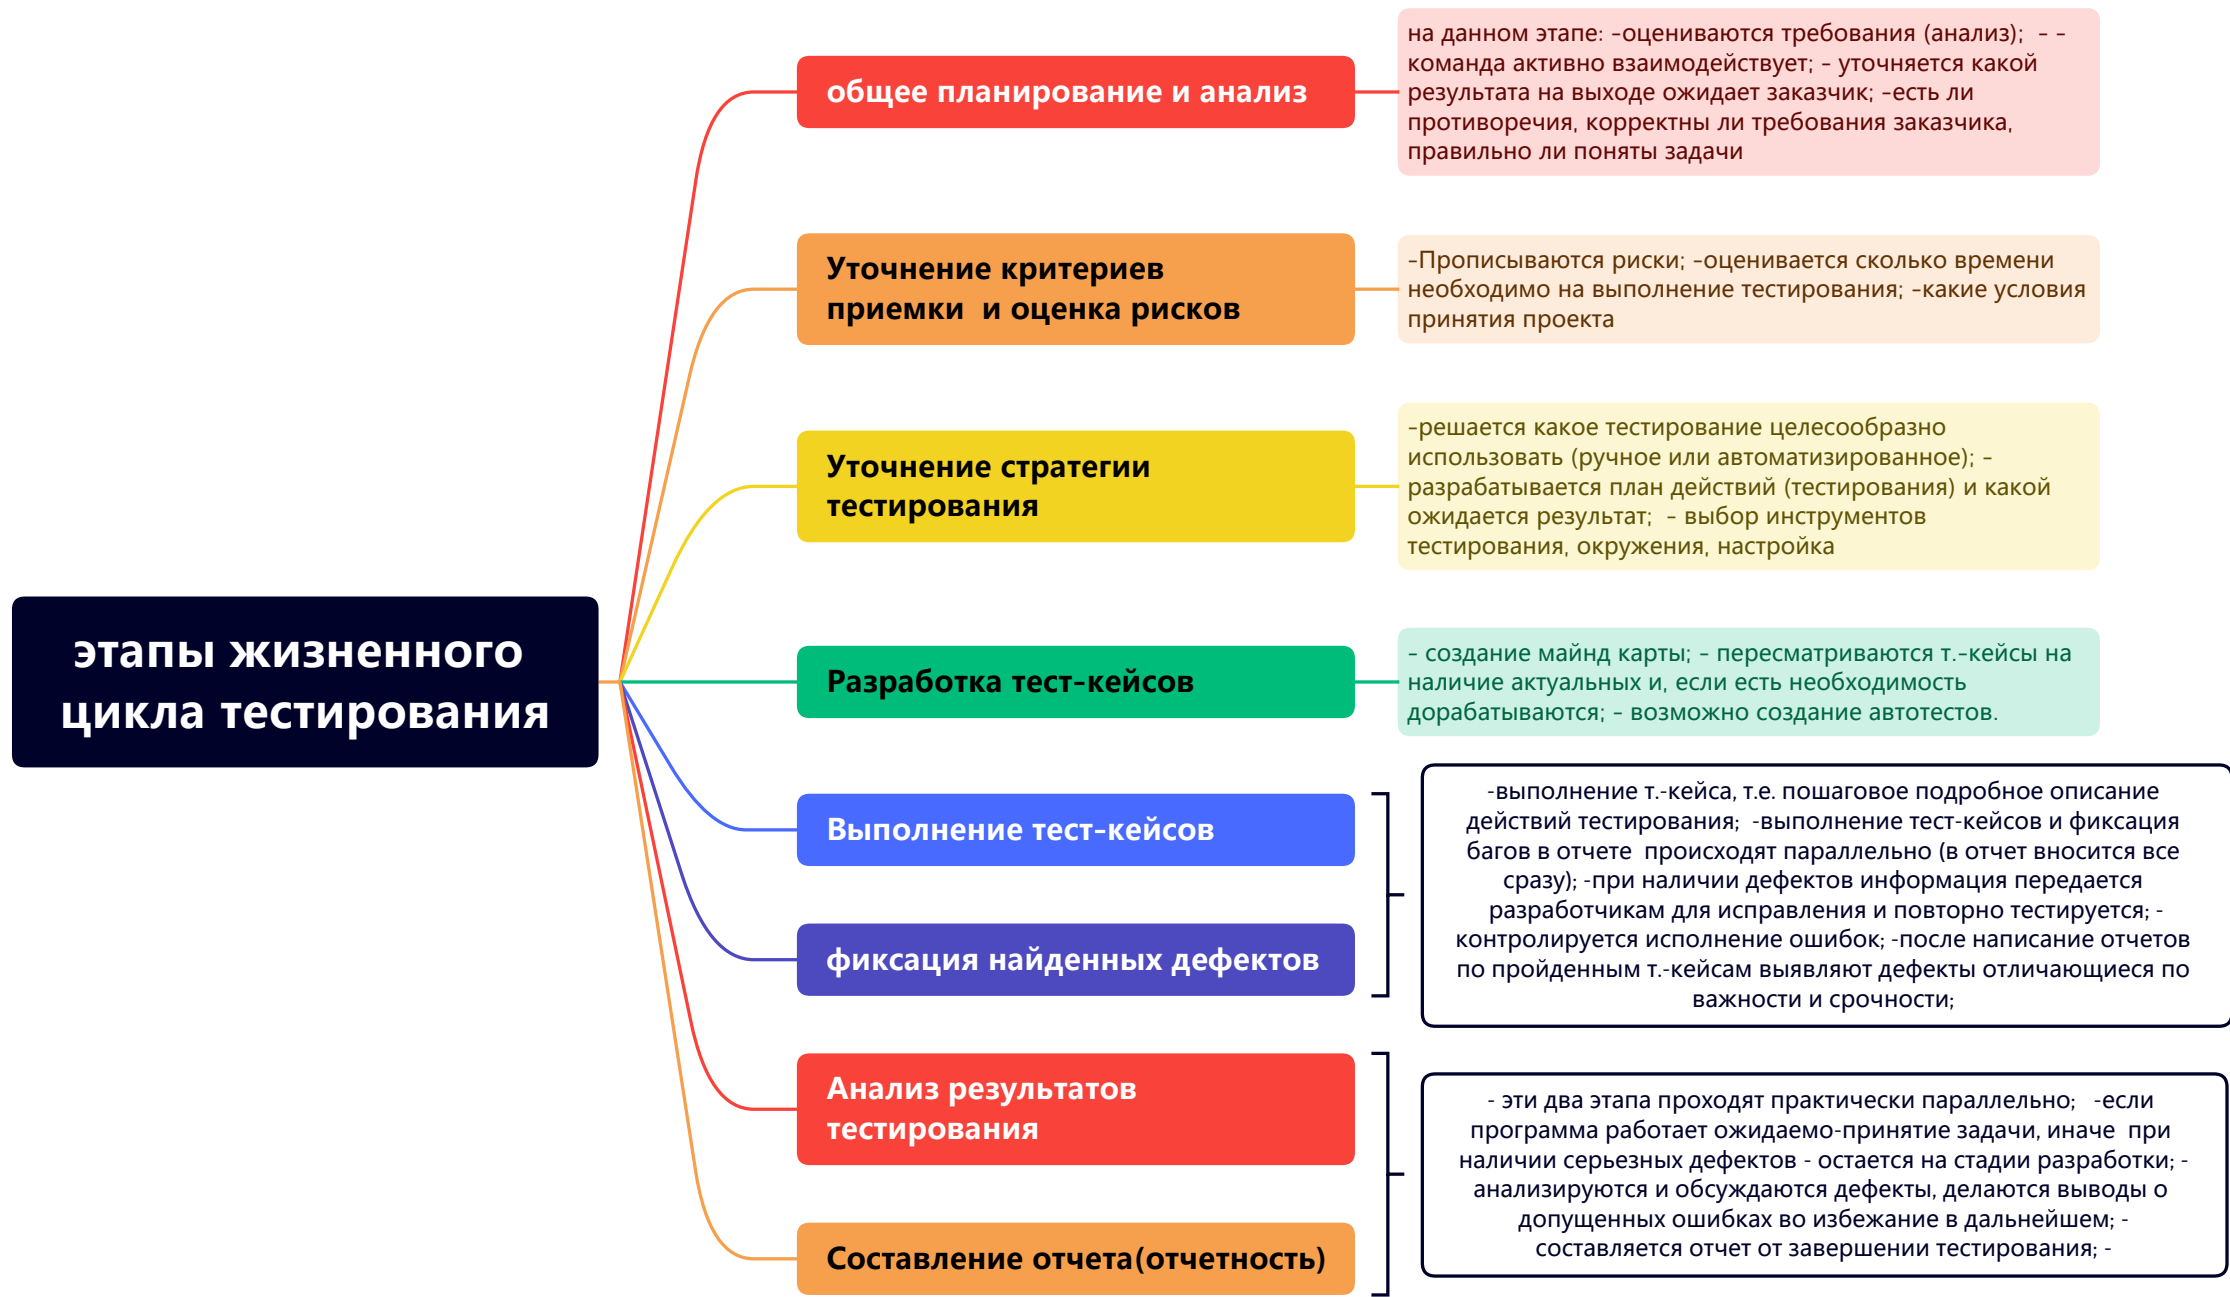 этапы жизненного
цикла тестирования
общее планирование и анализ
на данном этапе: -оцениваются требования (анализ);  - -
команда активно взаимодействует; - уточняется какой
результата на выходе ожидает заказчик; -есть ли
противоречия, корректны ли требования заказчика,
правильно ли поняты задачи
Уточнение критериев
приемки  и оценка рисков
-Прописываются риски; -оценивается сколько времени
необходимо на выполнение тестирования; -какие условия
принятия проекта
Уточнение стратегии
тестирования
-решается какое тестирование целесообразно
использовать (ручное или автоматизированное); -
разрабатывается план действий (тестирования) и какой
ожидается результат;  - выбор инструментов
тестирования, окружения, настройка
Разработка тест-кейсов
- создание майнд карты; - пересматриваются т.-кейсы на
наличие актуальных и, если есть необходимость
дорабатываются; - возможно создание автотестов.
Выполнение тест-кейсов
фиксация найденных дефектов
-выполнение т.-кейса, т.е. пошаговое подробное описание
действий тестирования;  -выполнение тест-кейсов и фиксация
багов в отчете  происходят параллельно (в отчет вносится все
сразу); -при наличии дефектов информация передается
разработчикам для исправления и повторно тестируется; -
контролируется исполнение ошибок; -после написание отчетов
по пройденным т.-кейсам выявляют дефекты отличающиеся по
важности и срочности;
Анализ результатов
тестирования
Составление отчета(отчетность)
- эти два этапа проходят практически параллельно;   -если
программа работает ожидаемо-принятие задачи, иначе  при
наличии серьезных дефектов - остается на стадии разработки; -
анализируются и обсуждаются дефекты, делаются выводы о
допущенных ошибках во избежание в дальнейшем; -
составляется отчет от завершении тестирования; -